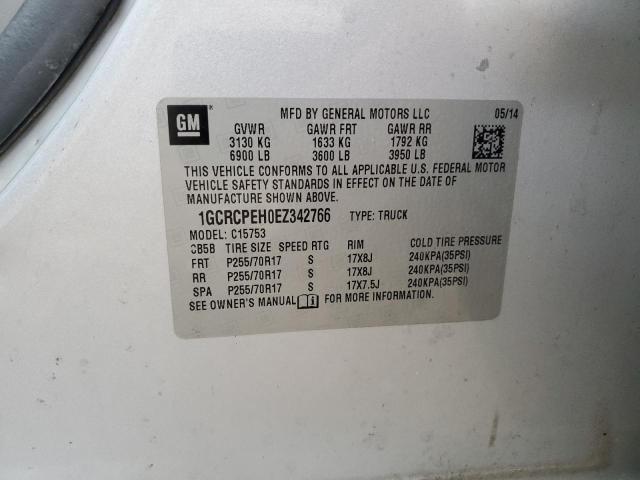 GM
MFD BY GENERAL MOTORS LLC 05/14
GVWR GAWR FRT GAWR RR
3130 KG 1633 KG 1792 KG
6900 LB 3600 LB 3950 LB
THIS VEHICLE CONFORMS TO ALL APPLICABLE U.S. FEDERAL MOTOR
VEHICLE SAFETY STANDARDS IN EFFECT ON THE DATE OF
MANUFACTURE SHOWN ABOVE.
1GCRCPEH0EZ342766 TYPE: TRUCK
MODEL: C15753
CB5B TIRE SIZE SPEED RTG RIM COLD TIRE PRESSURE
FRT P255/70R17 S 17X8J 240KPA(35PSI)
RR P255/70R17 S 17X8J 240KPA(35PSI)
SPA P255/70R17 S 17X7.5J 240KPA(35PSI)
SEE OWNER'S MANUAL FOR MORE INFORMATION.